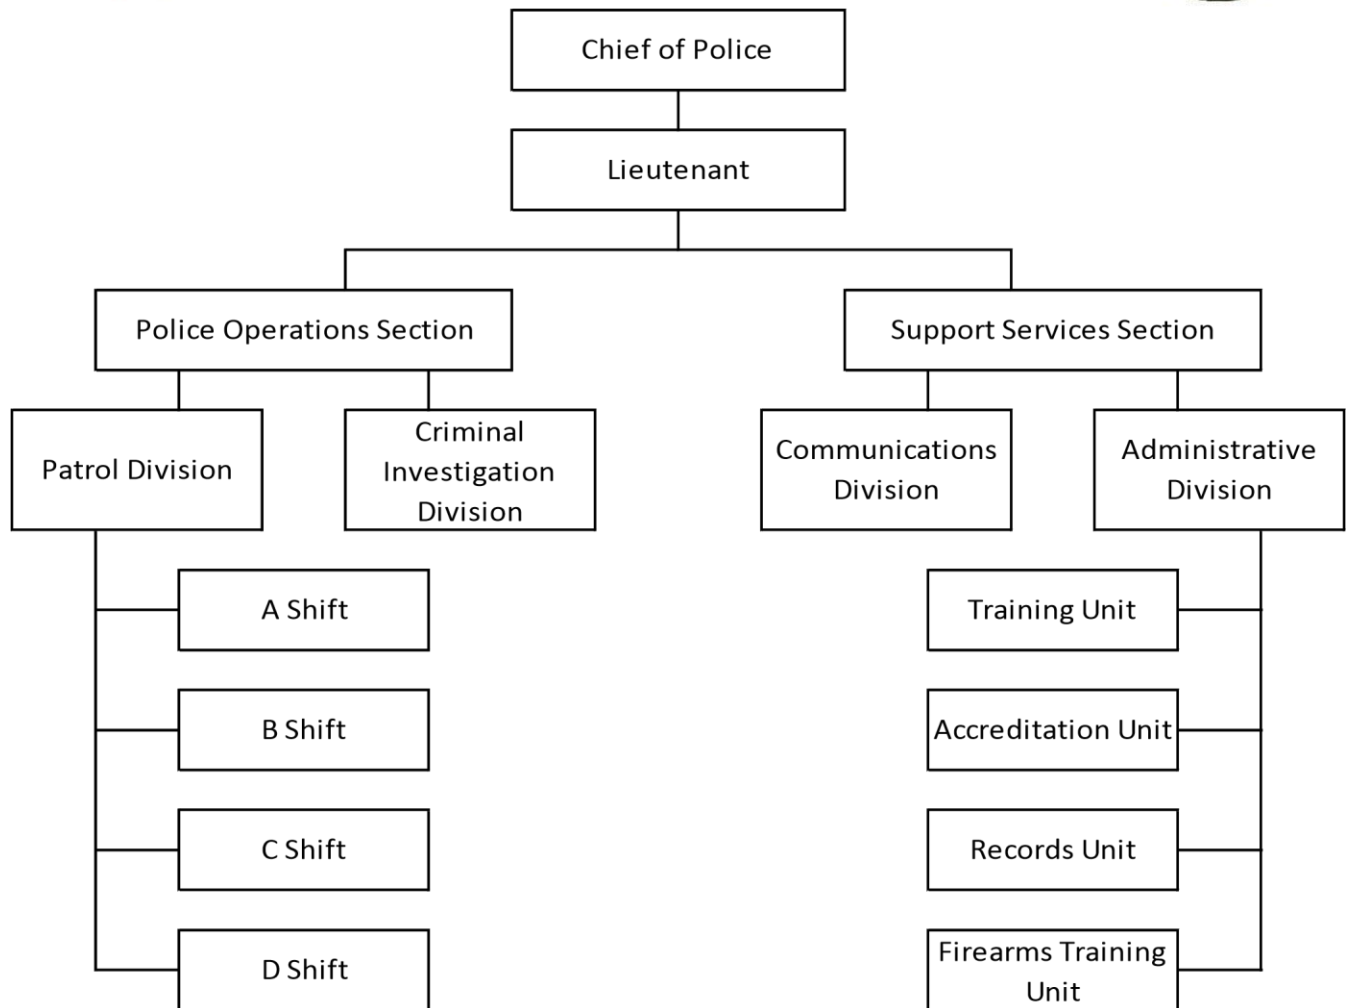 Chief of Police
Lieutenant
Police Operations Section
Support Services Section
Patrol Division
Criminal
Investigation
Division
Communications
Division
Administrative
Division
A Shift
Training Unit
B Shift
Accreditation Unit
C Shift
Records Unit
D Shift
Firearms Training
Unit